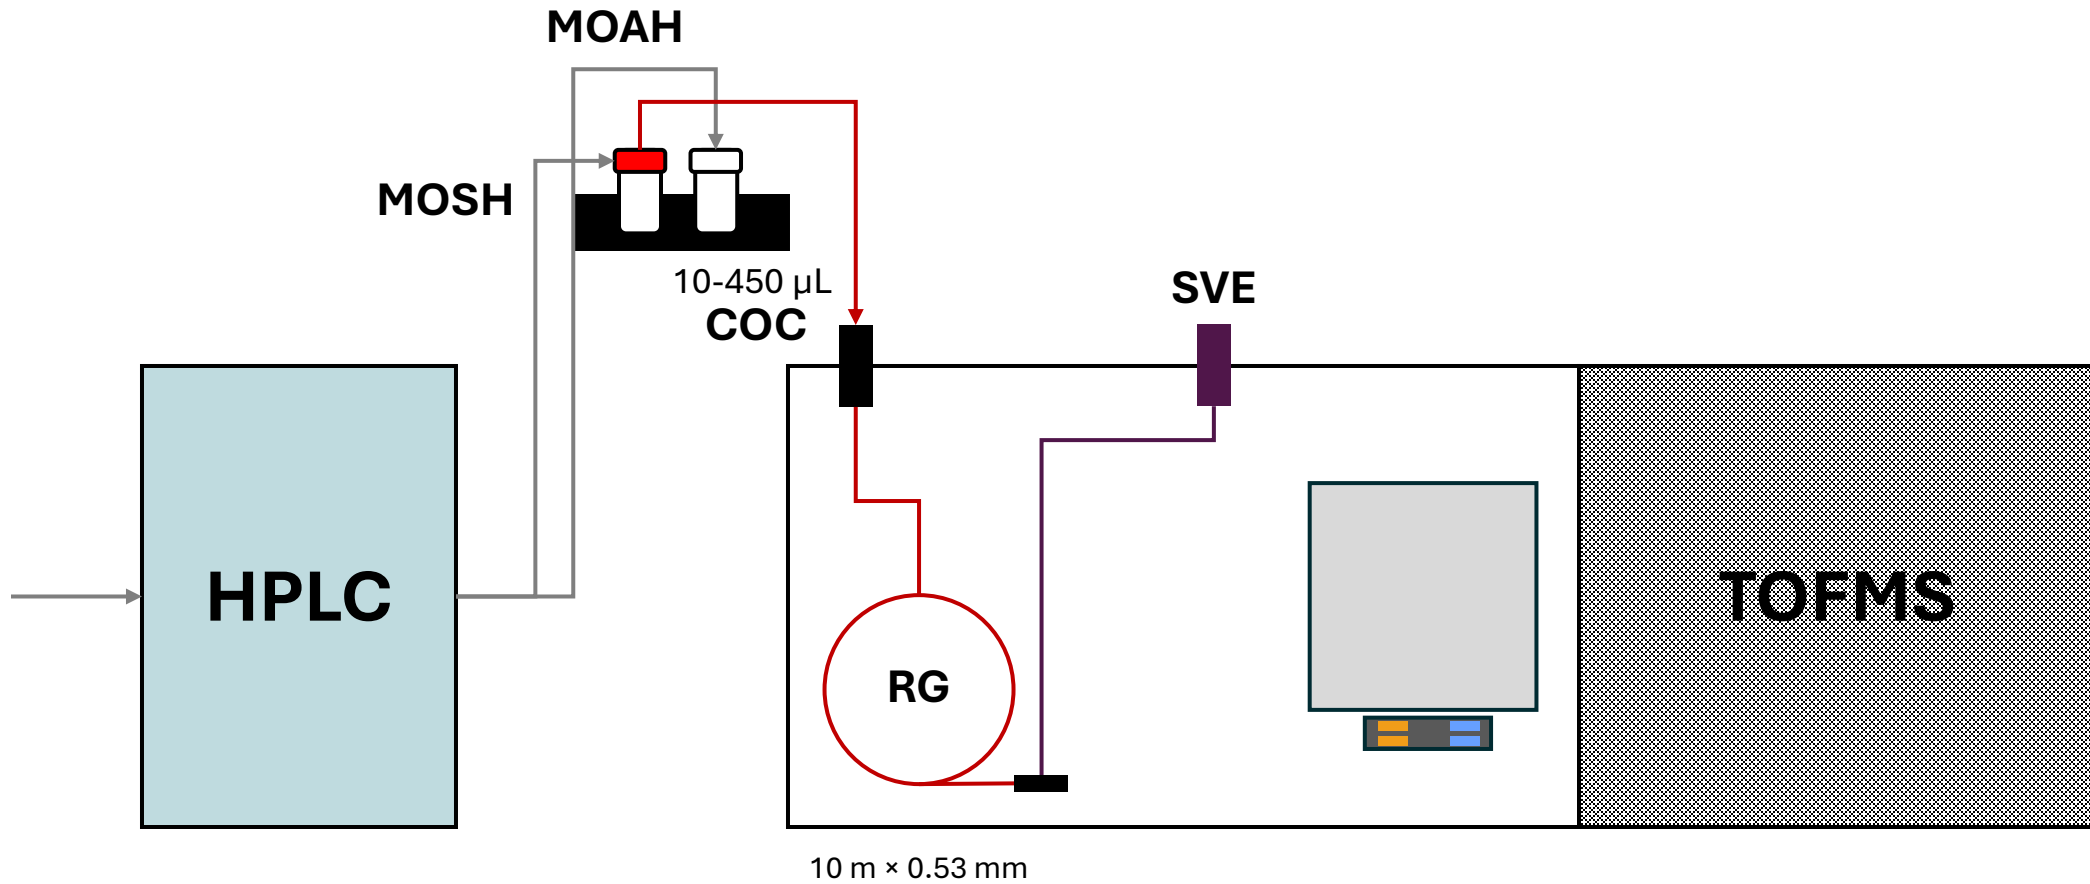 MOAH
MOSH
10-450 µL
COC
SVE
HPLC
TOFMS
RG
10 m × 0.53 mm